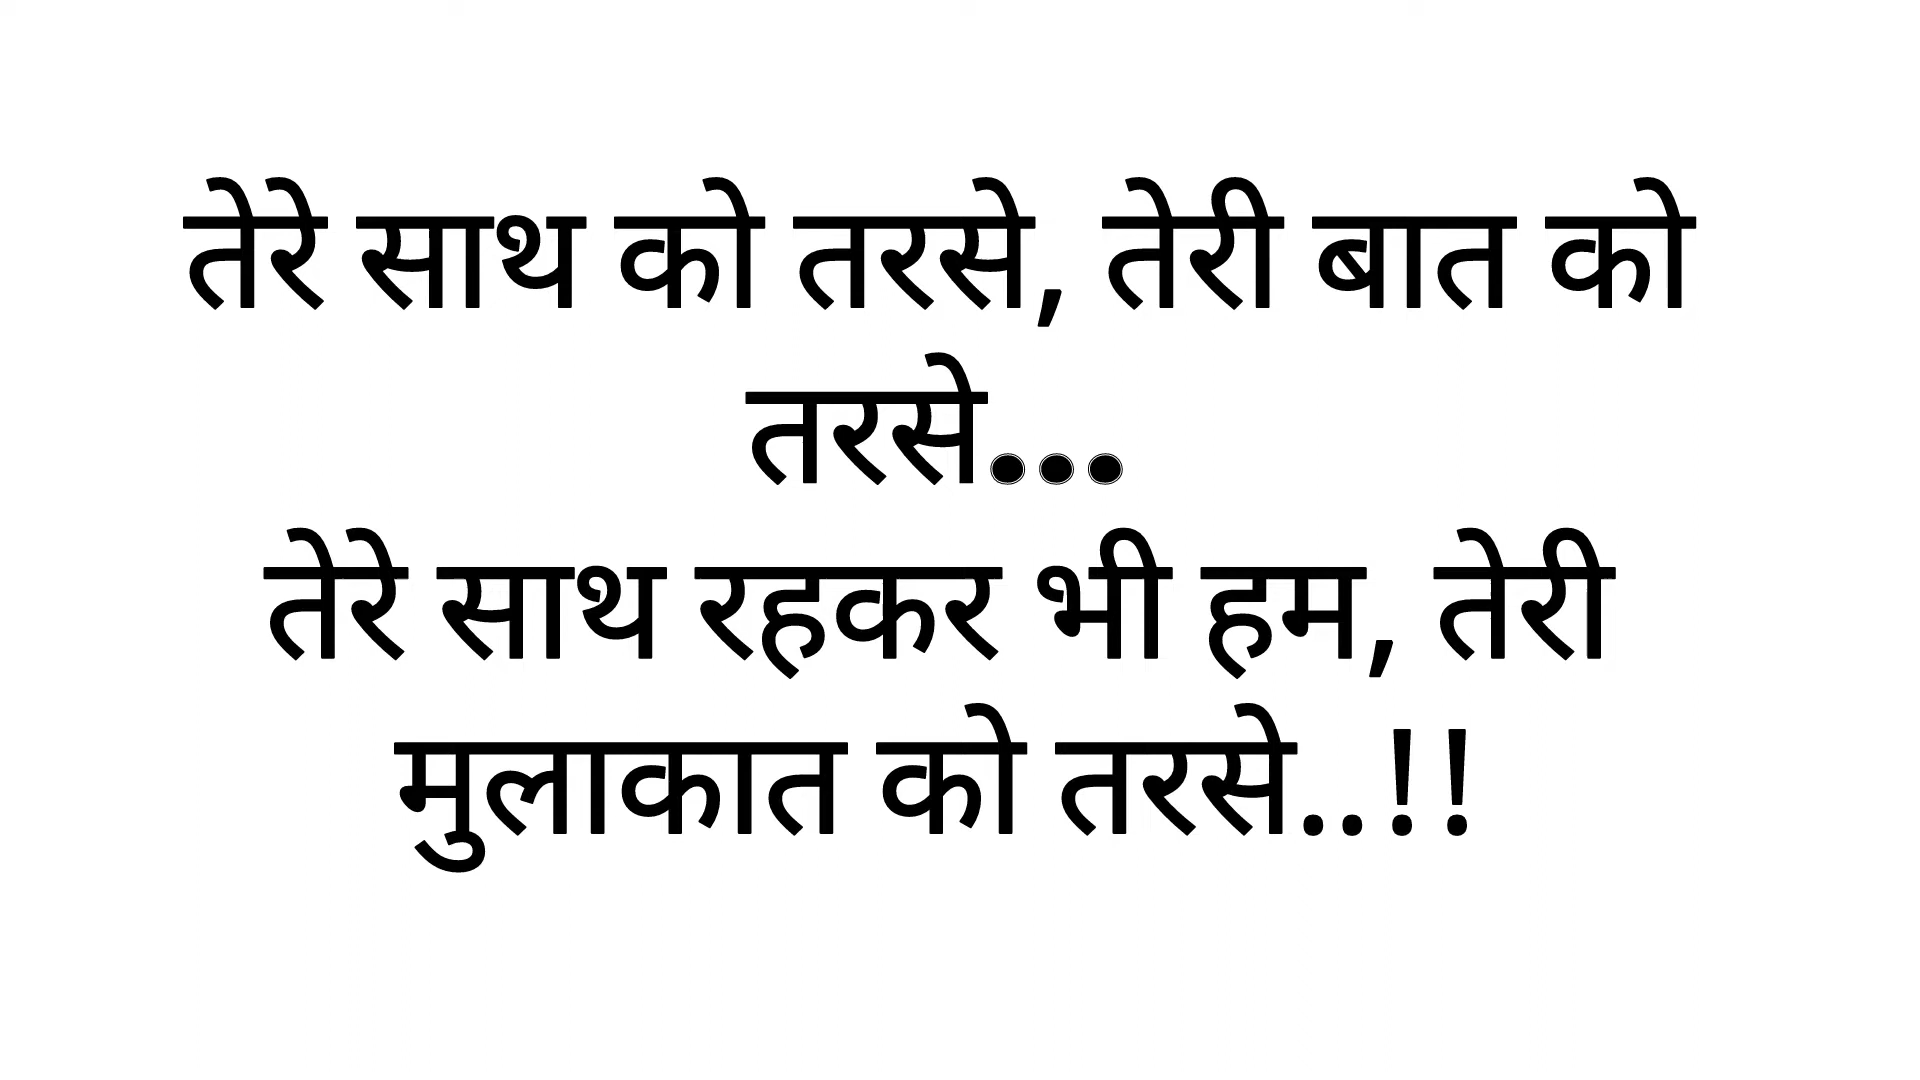 तेरे साथ को तरसे, तेरी बात को
तरसे...
तेरे साथ रहकर भी हम, तेरी
मुलाकात को तरसे..!!